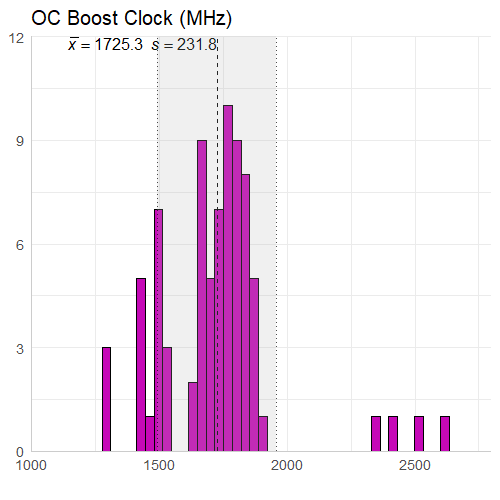 OC Boost Clock (MHz)
x̅ = 1725.3 s = 231.8
12
9
6
3
0
1000 1500 2000 2500